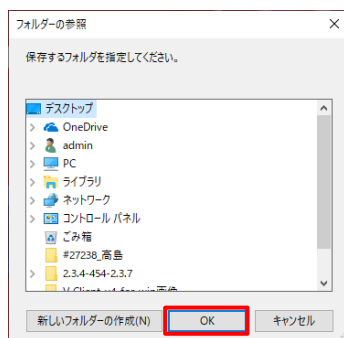 フォルダーの参照
保存するフォルダを指定してください。
デスクトップ
OneDrive
admin
PC
ライブラリ
ネットワーク
コントロール パネル
ごみ箱
#27238_高島
2.3.4-454-2.3.7
新しいフォルダーの作成(N)
OK
キャンセル